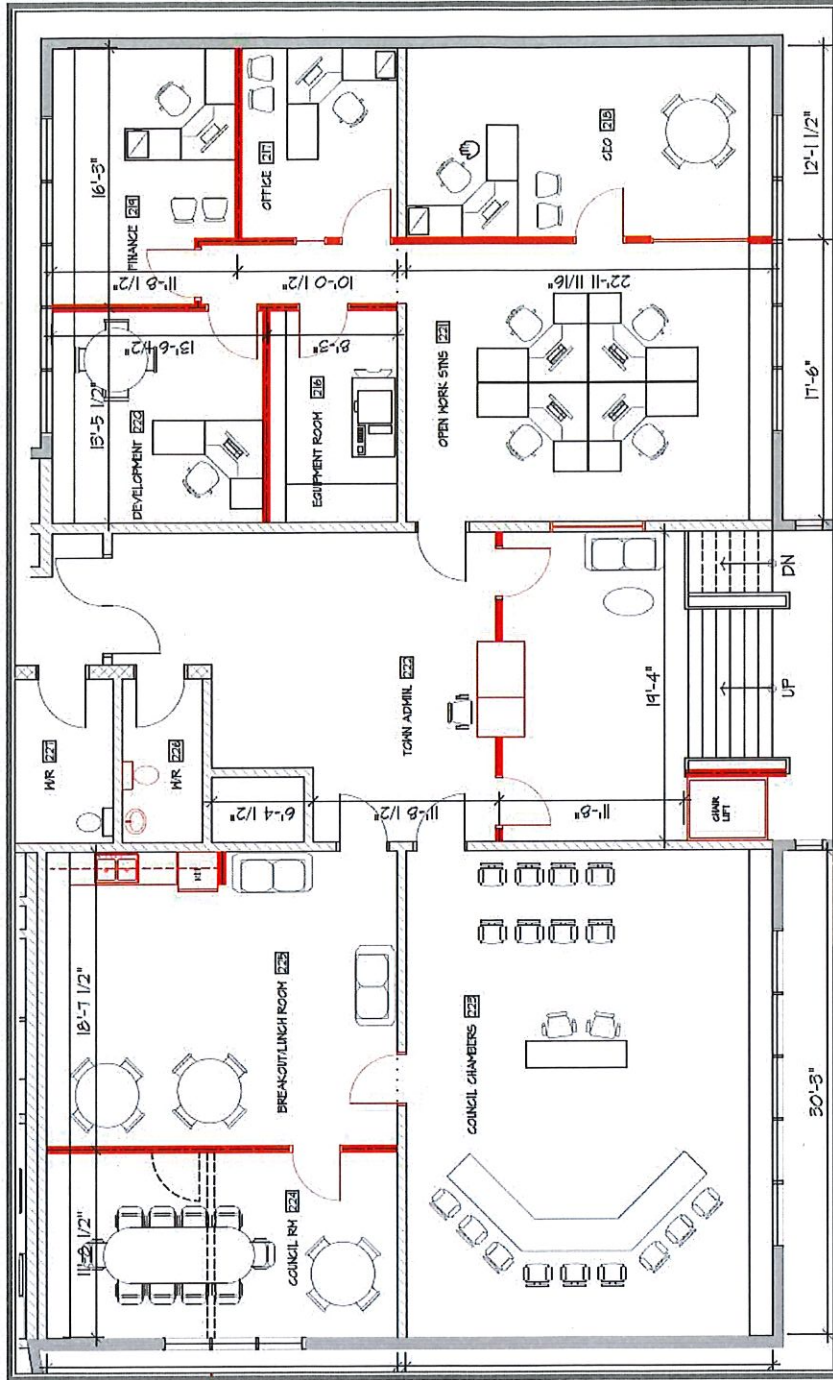 FINANCE 219
OFFICE 217
CEO 218
16'-3"
11'-8 1/2"
10'-0 1/2"
22'-11 11/16"
12'-1 1/2"
DEVELOPMENT 220
13'-5 1/2"
13'-6 1/2"
EQUIPMENT ROOM 216
8'-3"
OPEN WORK STNS 221
17'-6"
W/R 227
W/R 226
TOWN ADMIN. 222
6'-4 1/2"
11'-8 1/2"
11'-8"
19'-4"
DN
UP
CHAIR
LIFT
BREAKOUT/LUNCH ROOM 225
18'-7 1/2"
COUNCIL CHAMBERS 223
COUNCIL RM 224
30'-3"